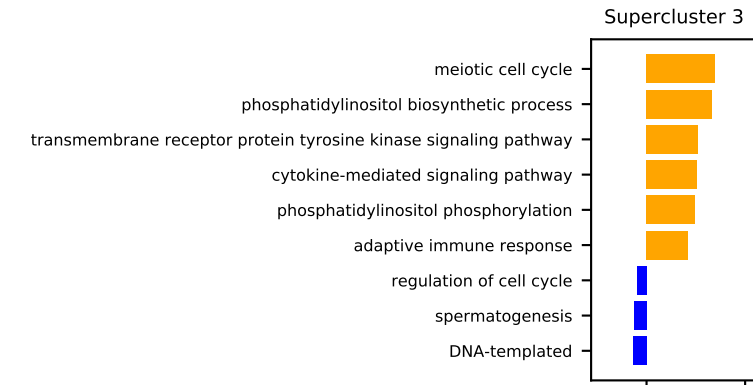 Supercluster 3
meiotic cell cycle
phosphatidylinositol biosynthetic process
transmembrane receptor protein tyrosine kinase signaling pathway
cytokine-mediated signaling pathway
phosphatidylinositol phosphorylation
adaptive immune response
regulation of cell cycle
spermatogenesis
DNA-templated